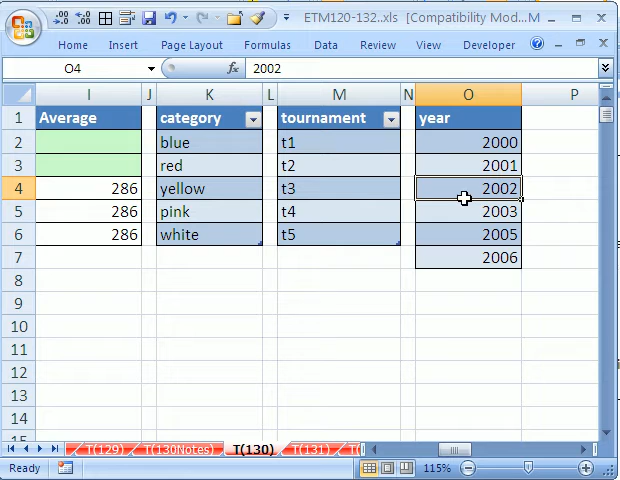 ETM120-132..xls [Compatibility Mod...M
Home Insert Page Layout Formulas Data Review View Developer
O4 fx 2002
I J K L M N O P
1 Average category tournament year
2 blue t1 2000
3 red t2 2001
4 286 yellow t3 2002
5 286 pink t4 2003
6 286 white t5 2005
7 2006
8
9
10
11
12
13
14
15
T(129) T(130Notes) T(130) T(131)
Ready 115%